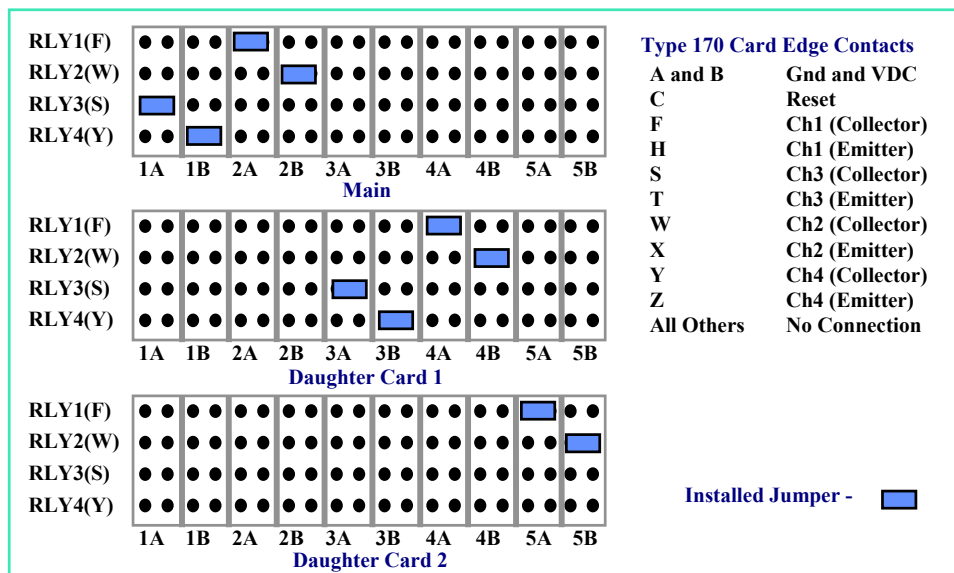 RLY1(F)
RLY2(W)
RLY3(S)
RLY4(Y)
1A 1B 2A 2B 3A 3B 4A 4B 5A 5B
Main
RLY1(F)
RLY2(W)
RLY3(S)
RLY4(Y)
1A 1B 2A 2B 3A 3B 4A 4B 5A 5B
Daughter Card 1
RLY1(F)
RLY2(W)
RLY3(S)
RLY4(Y)
1A 1B 2A 2B 3A 3B 4A 4B 5A 5B
Daughter Card 2
Type 170 Card Edge Contacts
A and B Gnd and VDC
C Reset
F Ch1 (Collector)
H Ch1 (Emitter)
S Ch3 (Collector)
T Ch3 (Emitter)
W Ch2 (Collector)
X Ch2 (Emitter)
Y Ch4 (Collector)
Z Ch4 (Emitter)
All Others No Connection
Installed Jumper -